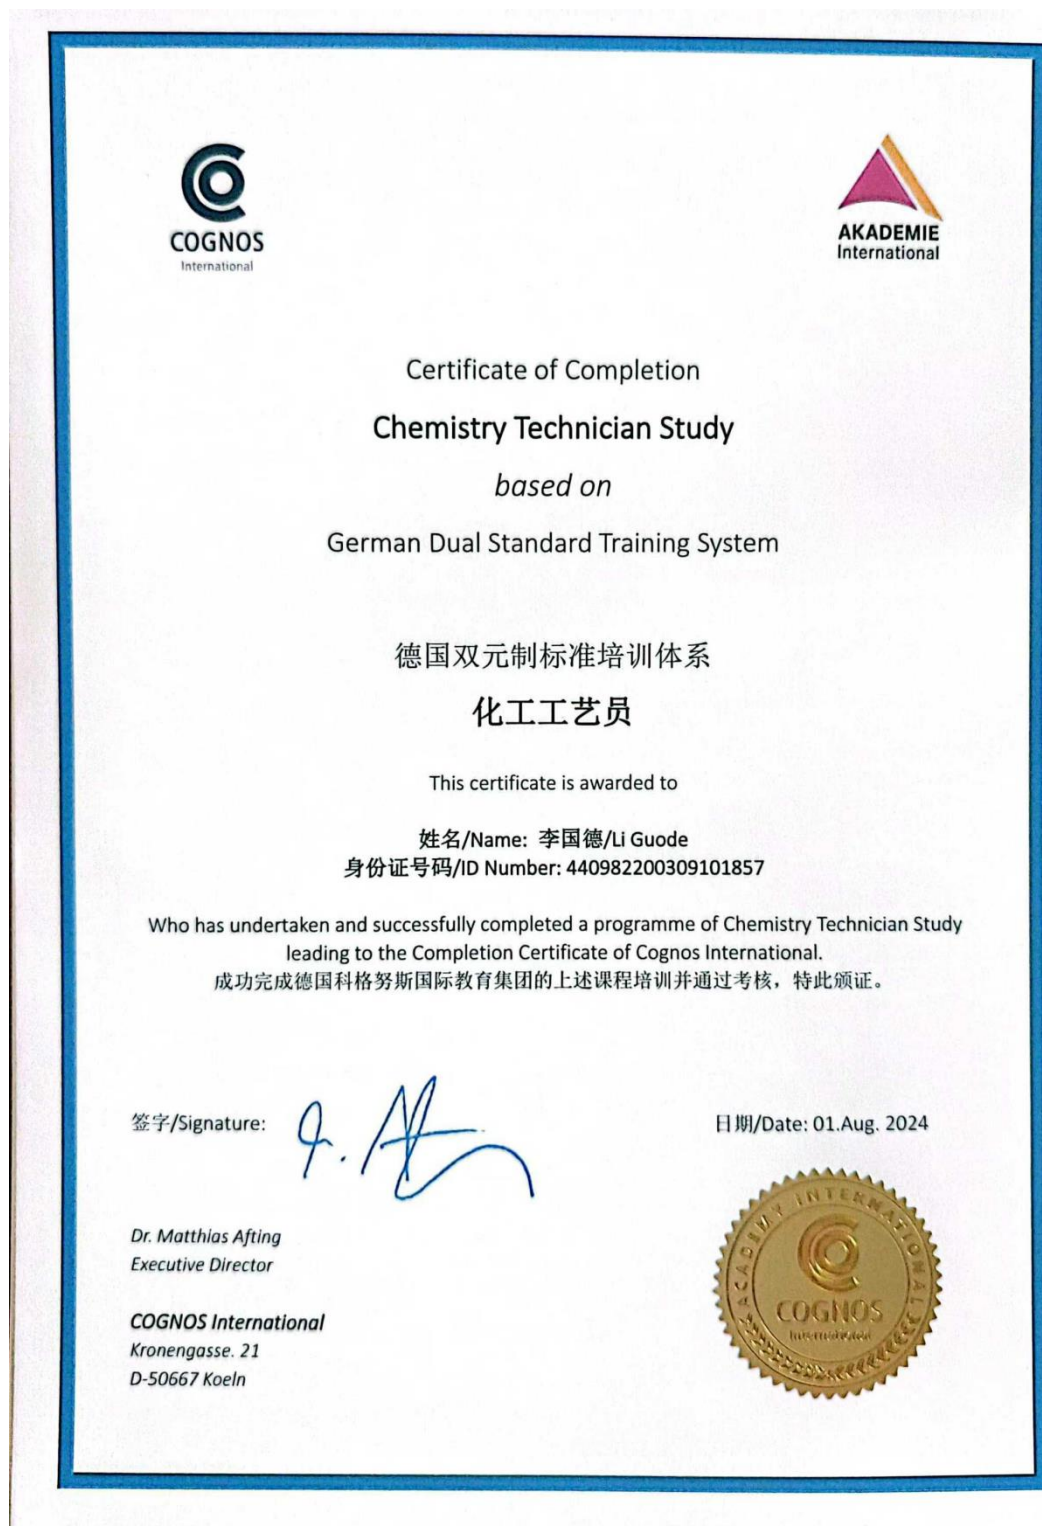 COGNOS
International
AKADEMIE
International
Certificate of Completion
Chemistry Technician Study
based on
German Dual Standard Training System
德国双元制标准培训体系
化工工艺员
This certificate is awarded to
姓名/Name: 李国德/Li Guode
身份证号码/ID Number: 440982200309101857
Who has undertaken and successfully completed a programme of Chemistry Technician Study
leading to the Completion Certificate of Cognos International.
成功完成德国科格努斯国际教育集团的上述课程培训并通过考核，特此颁证。
签字/Signature:
日期/Date: 01.Aug. 2024
Dr. Matthias Afting
Executive Director
COGNOS International
Kronengasse. 21
D-50667 Koeln
ACADEMY INTERNATIONAL
COGNOS
International